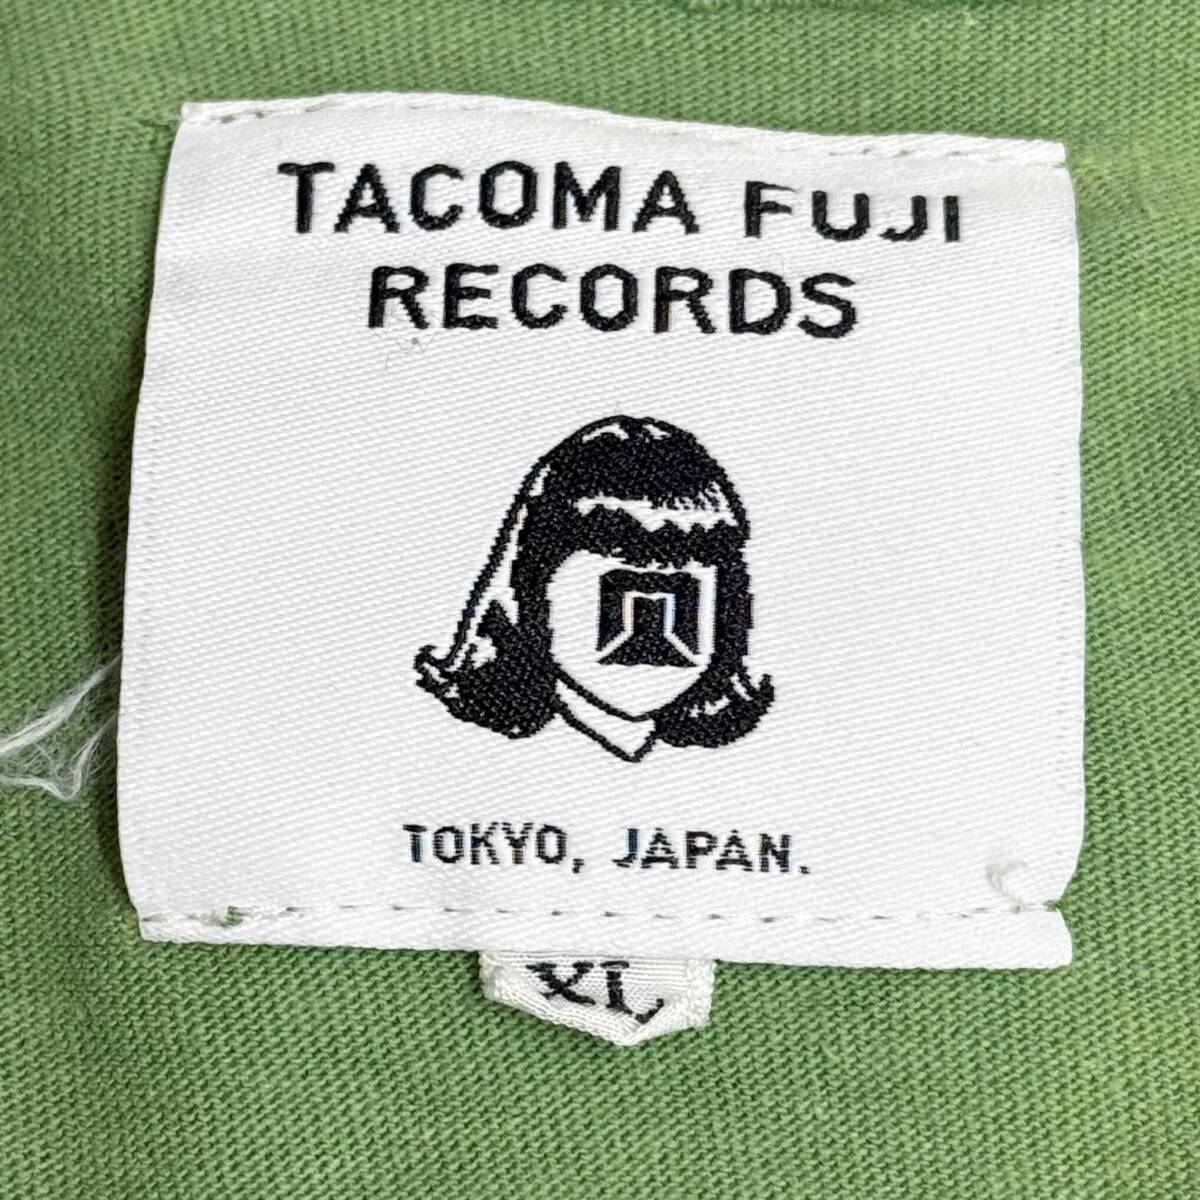 TACOMA FUJI
RECORDS
TOKYO, JAPAN.
XL